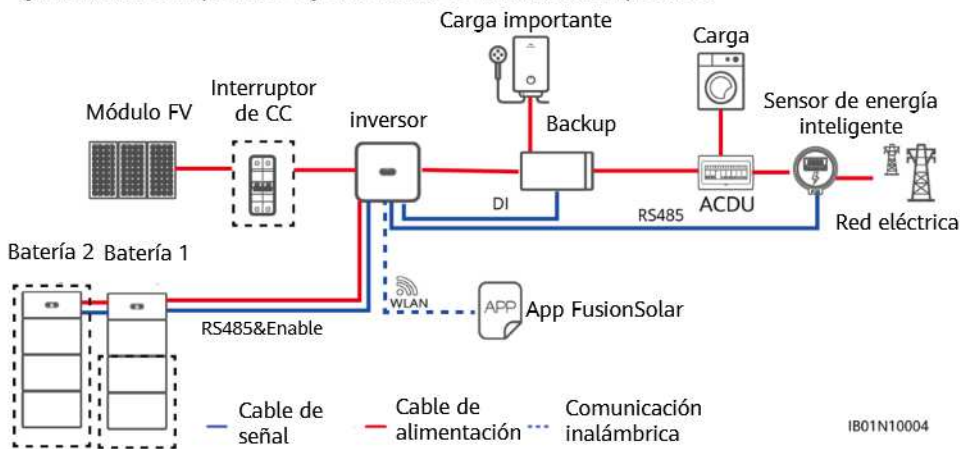 Carga importante
Carga
Interruptor
de CC
Módulo FV
inversor
Backup
Sensor de energía
inteligente
DI
RS485
ACDU
Red eléctrica
Batería 2
Batería 1
WLAN
APP
App FusionSolar
RS485&Enable
Cable de
señal
Cable de
alimentación
Comunicación
inalámbrica
IB01N10004